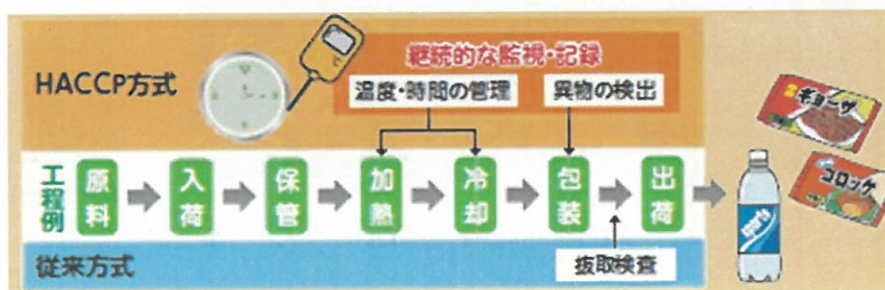 HACCP方式
継続的な監視・記録
温度・時間の管理
異物の検出
工程例
原料
入荷
保管
加熱
冷却
包装
出荷
従来方式
抜取検査
ギョーザ
コロッケ